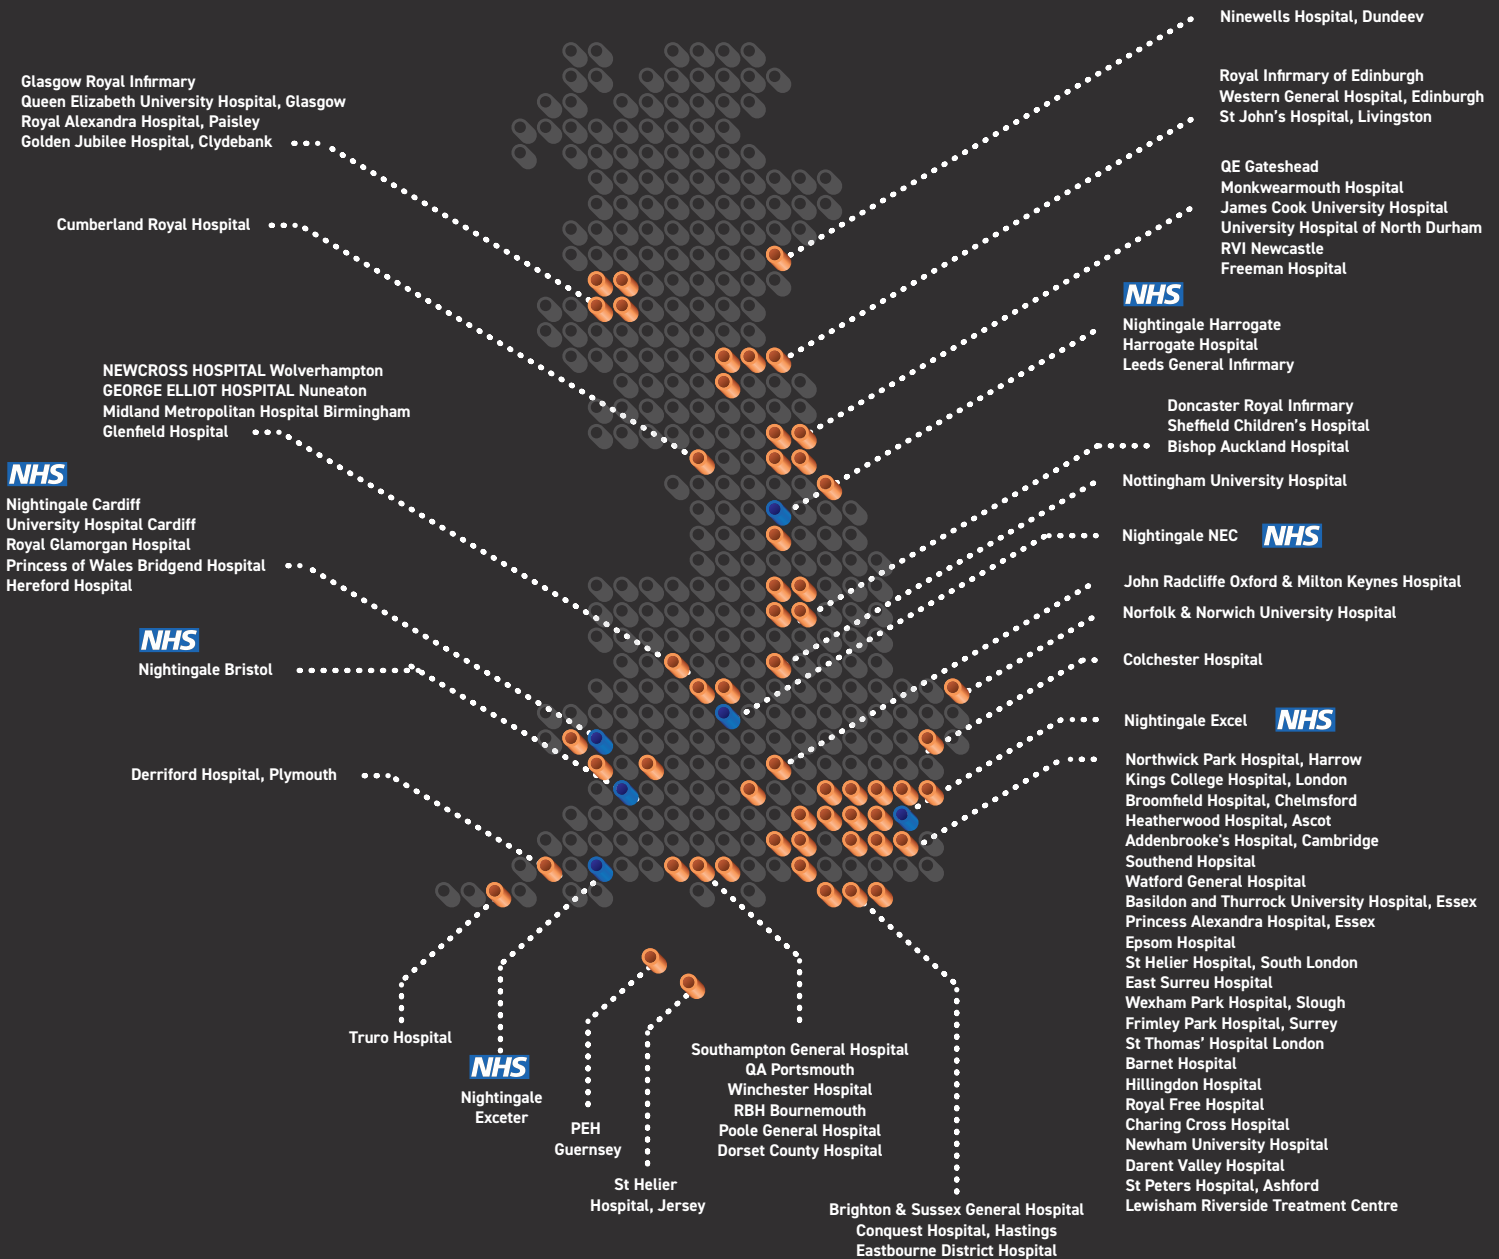 Ninewells Hospital, Dundeev
Royal Infirmary of Edinburgh
Western General Hospital, Edinburgh
St John's Hospital, Livingston
Glasgow Royal Infirmary
Queen Elizabeth University Hospital, Glasgow
Royal Alexandra Hospital, Paisley
Golden Jubilee Hospital, Clydebank
QE Gateshead
Monkwearmouth Hospital
James Cook University Hospital
University Hospital of North Durham
RVI Newcastle
Freeman Hospital
Cumberland Royal Hospital
NHS
Nightingale Harrogate
Harrogate Hospital
Leeds General Infirmary
NEWCROSS HOSPITAL Wolverhampton
GEORGE ELLIOT HOSPITAL Nuneaton
Midland Metropolitan Hospital Birmingham
Glenfield Hospital
Doncaster Royal Infirmary
Sheffield Children's Hospital
Bishop Auckland Hospital
NHS
Nightingale Cardiff
University Hospital Cardiff
Royal Glamorgan Hospital
Princess of Wales Bridgend Hospital
Hereford Hospital
Nottingham University Hospital
Nightingale NEC
NHS
John Radcliffe Oxford & Milton Keynes Hospital
Norfolk & Norwich University Hospital
NHS
Nightingale Bristol
Colchester Hospital
Nightingale Excel
NHS
Derriford Hospital, Plymouth
Northwick Park Hospital, Harrow
Kings College Hospital, London
Broomfield Hospital, Chelmsford
Heatherwood Hospital, Ascot
Addenbrooke's Hospital, Cambridge
Southend Hopsital
Watford General Hospital
Basildon and Thurrock University Hospital, Essex
Princess Alexandra Hospital, Essex
Epsom Hospital
St Helier Hospital, South London
East Surreu Hospital
Wexham Park Hospital, Slough
Frimley Park Hospital, Surrey
St Thomas' Hospital London
Barnet Hospital
Hillingdon Hospital
Royal Free Hospital
Charing Cross Hospital
Newham University Hospital
Darent Valley Hospital
St Peters Hospital, Ashford
Lewisham Riverside Treatment Centre
Truro Hospital
NHS
Nightingale
Exceter
PEH
Guernsey
St Helier
Hospital, Jersey
Southampton General Hospital
QA Portsmouth
Winchester Hospital
RBH Bournemouth
Poole General Hospital
Dorset County Hospital
Brighton & Sussex General Hospital
Conquest Hospital, Hastings
Eastbourne District Hospital